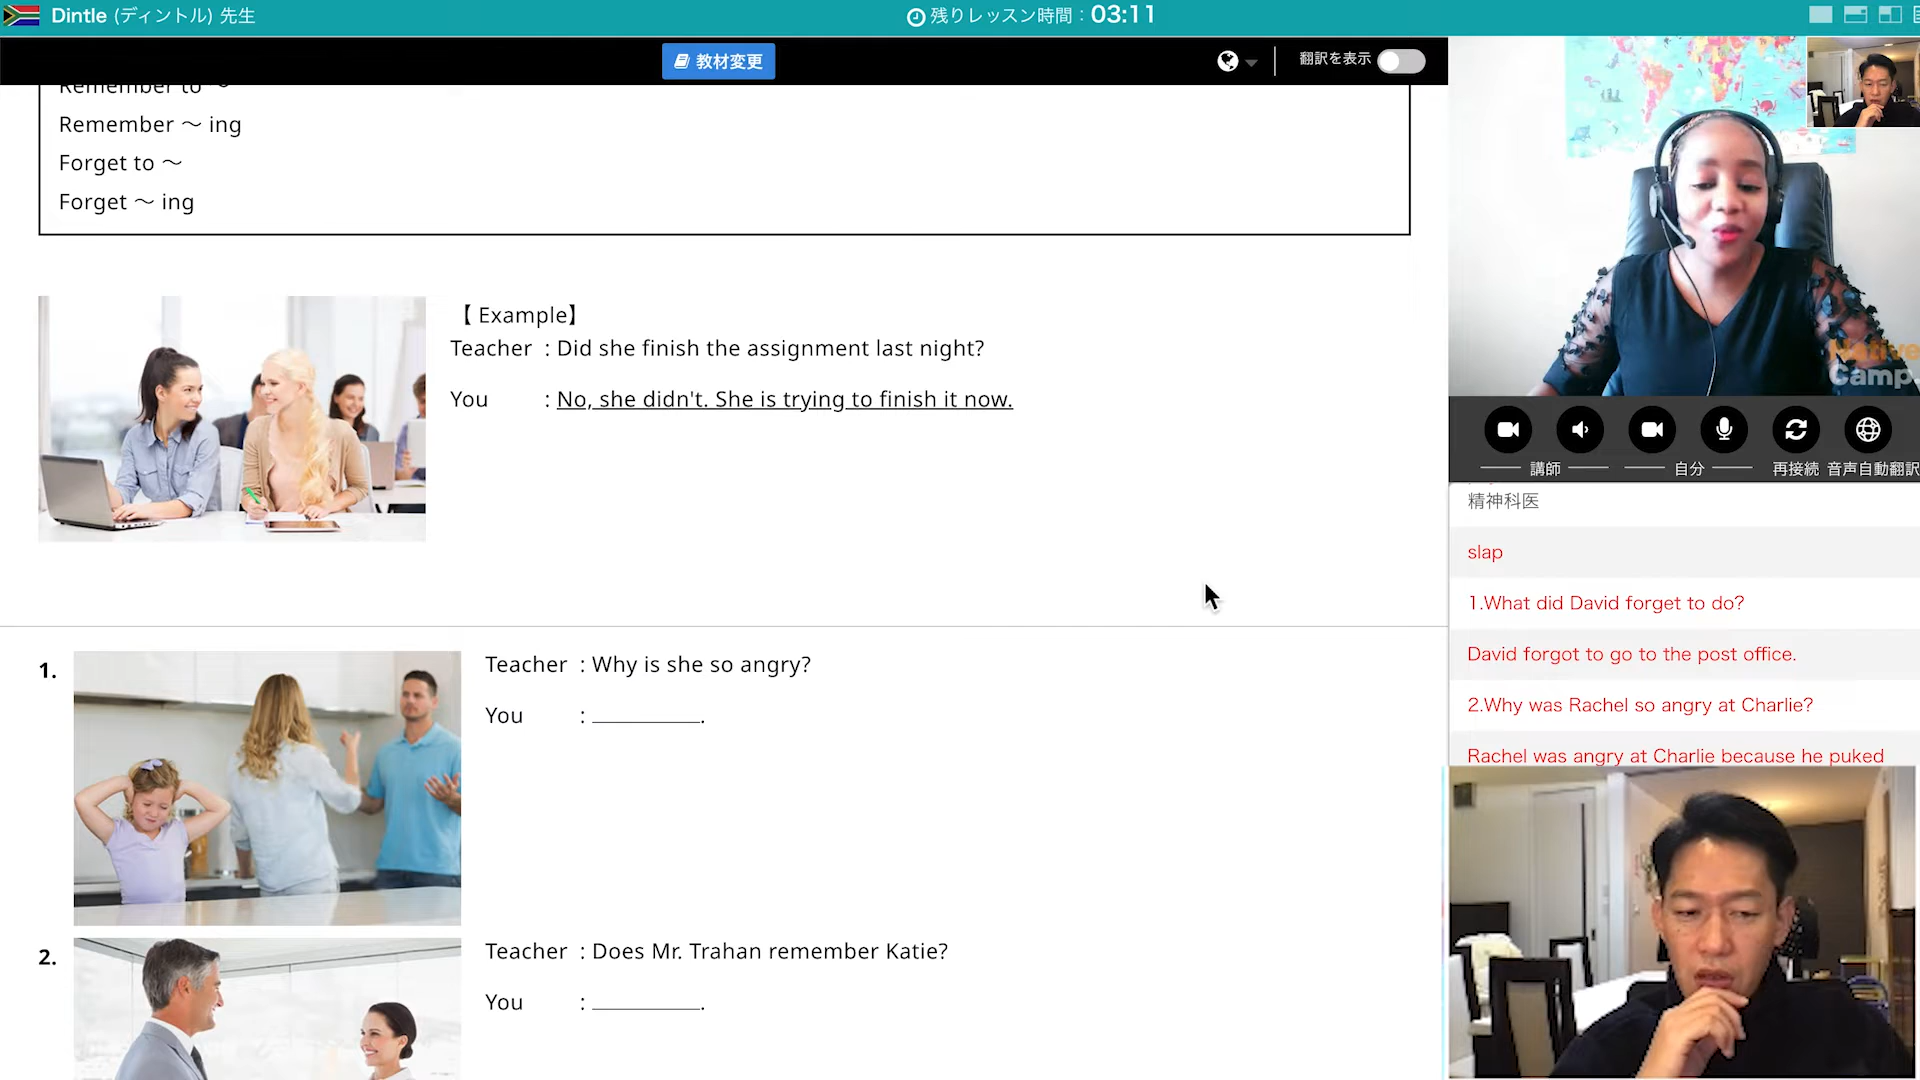 Dintle (ディントル) 先生
残りレッスン時間 : 03:11
教材変更
翻訳を表示
Remember to ～
Remember ～ ing
Forget to ～
Forget ～ ing
【 Example】
Teacher : Did she finish the assignment last night?
You : No, she didn't. She is trying to finish it now.
1.
Teacher : Why is she so angry?
You : ________.
2.
Teacher : Does Mr. Trahan remember Katie?
You : ________.
Native
Camp.
講師
自分
再接続
音声自動翻訳
精神科医
slap
1.What did David forget to do?
David forgot to go to the post office.
2.Why was Rachel so angry at Charlie?
Rachel was angry at Charlie because he puked